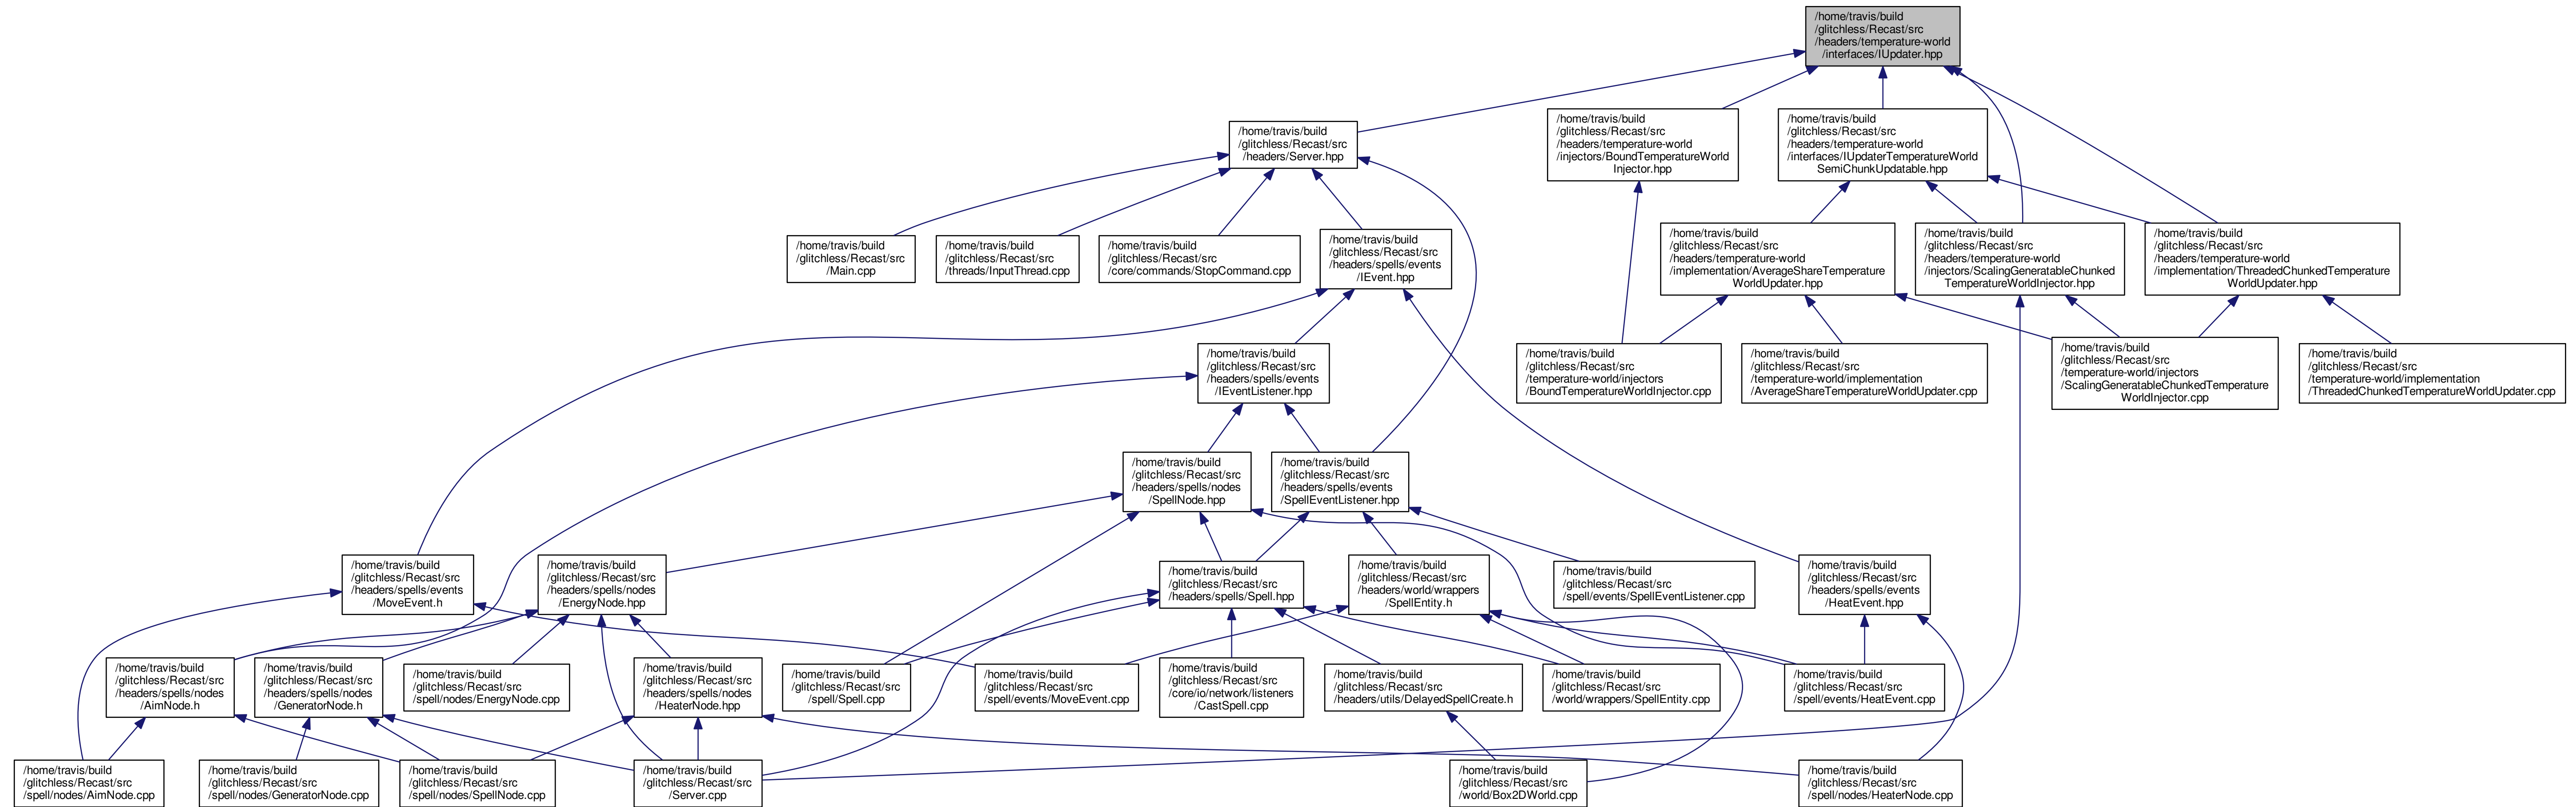 /home/travis/build
/glitchless/Recast/src
/headers/temperature-world
/interfaces/IUpdater.hpp
/home/travis/build
/glitchless/Recast/src
/headers/Server.hpp
/home/travis/build
/glitchless/Recast/src
/headers/temperature-world
/injectors/BoundTemperatureWorld
Injector.hpp
/home/travis/build
/glitchless/Recast/src
/headers/temperature-world
/interfaces/IUpdaterTemperatureWorld
SemiChunkUpdatable.hpp
/home/travis/build
/glitchless/Recast/src
/Main.cpp
/home/travis/build
/glitchless/Recast/src
/threads/InputThread.cpp
/home/travis/build
/glitchless/Recast/src
/core/commands/StopCommand.cpp
/home/travis/build
/glitchless/Recast/src
/headers/spells/events
/IEvent.hpp
/home/travis/build
/glitchless/Recast/src
/headers/temperature-world
/implementation/AverageShareTemperature
WorldUpdater.hpp
/home/travis/build
/glitchless/Recast/src
/headers/temperature-world
/injectors/ScalingGeneratableChunked
TemperatureWorldInjector.hpp
/home/travis/build
/glitchless/Recast/src
/headers/temperature-world
/implementation/ThreadedChunkedTemperature
WorldUpdater.hpp
/home/travis/build
/glitchless/Recast/src
/headers/spells/events
/IEventListener.hpp
/home/travis/build
/glitchless/Recast/src
/temperature-world/injectors
/BoundTemperatureWorldInjector.cpp
/home/travis/build
/glitchless/Recast/src
/temperature-world/implementation
/AverageShareTemperatureWorldUpdater.cpp
/home/travis/build
/glitchless/Recast/src
/temperature-world/injectors
/ScalingGeneratableChunkedTemperature
WorldInjector.cpp
/home/travis/build
/glitchless/Recast/src
/temperature-world/implementation
/ThreadedChunkedTemperatureWorldUpdater.cpp
/home/travis/build
/glitchless/Recast/src
/headers/spells/nodes
/SpellNode.hpp
/home/travis/build
/glitchless/Recast/src
/headers/spells/events
/SpellEventListener.hpp
/home/travis/build
/glitchless/Recast/src
/headers/spells/events
/MoveEvent.h
/home/travis/build
/glitchless/Recast/src
/headers/spells/nodes
/EnergyNode.hpp
/home/travis/build
/glitchless/Recast/src
/headers/spells/Spell.hpp
/home/travis/build
/glitchless/Recast/src
/headers/world/wrappers
/SpellEntity.h
/home/travis/build
/glitchless/Recast/src
/spell/events/SpellEventListener.cpp
/home/travis/build
/glitchless/Recast/src
/headers/spells/events
/HeatEvent.hpp
/home/travis/build
/glitchless/Recast/src
/headers/spells/nodes
/AimNode.h
/home/travis/build
/glitchless/Recast/src
/headers/spells/nodes
/GeneratorNode.h
/home/travis/build
/glitchless/Recast/src
/spell/nodes/EnergyNode.cpp
/home/travis/build
/glitchless/Recast/src
/headers/spells/nodes
/HeaterNode.hpp
/home/travis/build
/glitchless/Recast/src
/spell/Spell.cpp
/home/travis/build
/glitchless/Recast/src
/spell/events/MoveEvent.cpp
/home/travis/build
/glitchless/Recast/src
/core/io/network/listeners
/CastSpell.cpp
/home/travis/build
/glitchless/Recast/src
/headers/utils/DelayedSpellCreate.h
/home/travis/build
/glitchless/Recast/src
/world/wrappers/SpellEntity.cpp
/home/travis/build
/glitchless/Recast/src
/spell/events/HeatEvent.cpp
/home/travis/build
/glitchless/Recast/src
/spell/nodes/AimNode.cpp
/home/travis/build
/glitchless/Recast/src
/spell/nodes/GeneratorNode.cpp
/home/travis/build
/glitchless/Recast/src
/spell/nodes/SpellNode.cpp
/home/travis/build
/glitchless/Recast/src
/Server.cpp
/home/travis/build
/glitchless/Recast/src
/world/Box2DWorld.cpp
/home/travis/build
/glitchless/Recast/src
/spell/nodes/HeaterNode.cpp